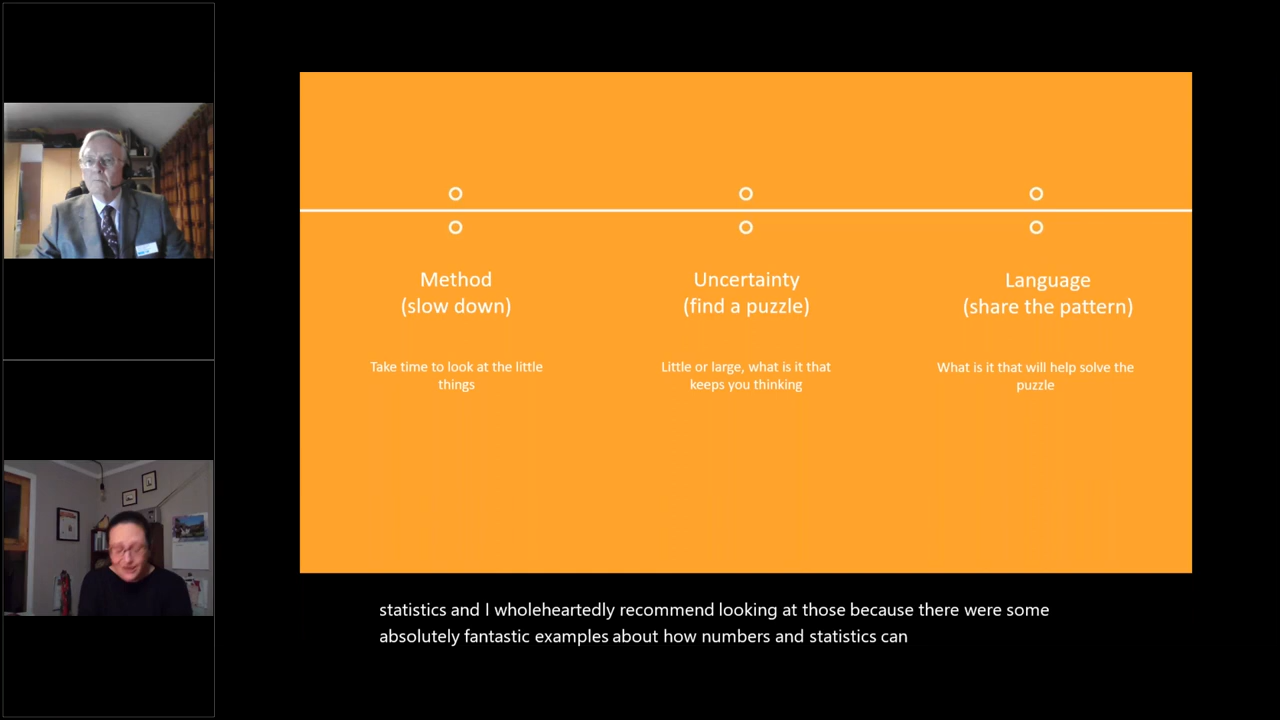 Method
(slow down)
Take time to look at the little
things
Uncertainty
(find a puzzle)
Little or large, what is it that
keeps you thinking
Language
(share the pattern)
What is it that will help solve the
puzzle
statistics and I wholeheartedly recommend looking at those because there were some
absolutely fantastic examples about how numbers and statistics can